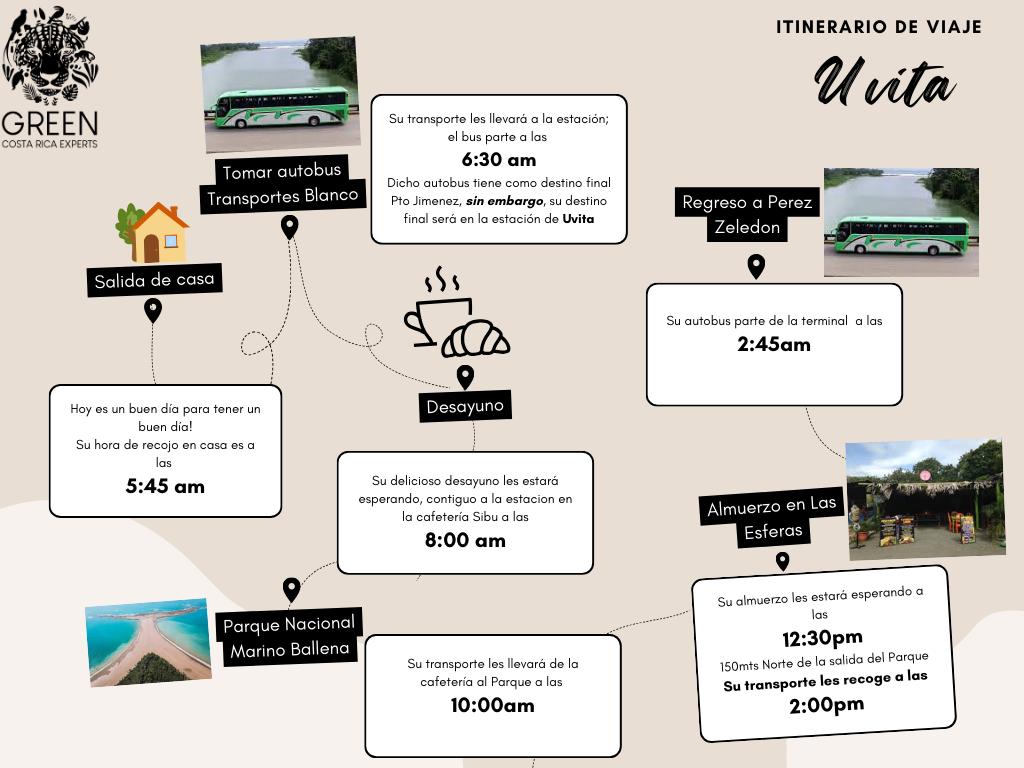 GREEN
COSTA RICA EXPERTS
ITINERARIO DE VIAJE
Uvita
Salida de casa
Hoy es un buen día para tener un
buen día!
Su hora de recojo en casa es a
las
5:45 am
Tomar autobus
Transportes Blanco
Su transporte les llevará a la estación;
el bus parte a las
6:30 am
Dicho autobus tiene como destino final
Pto Jimenez, sin embargo, su destino
final será en la estación de Uvita
Desayuno
Su delicioso desayuno les estará
esperando, contiguo a la estacion en
la cafetería Sibu a las
8:00 am
Parque Nacional
Marino Ballena
Su transporte les llevará de la
cafetería al Parque a las
10:00am
Almuerzo en Las
Esferas
Su almuerzo les estará esperando a
las
12:30pm
150mts Norte de la salida del Parque
Su transporte les recoge a las
2:00pm
Regreso a Perez
Zeledon
Su autobus parte de la terminal a las
2:45am